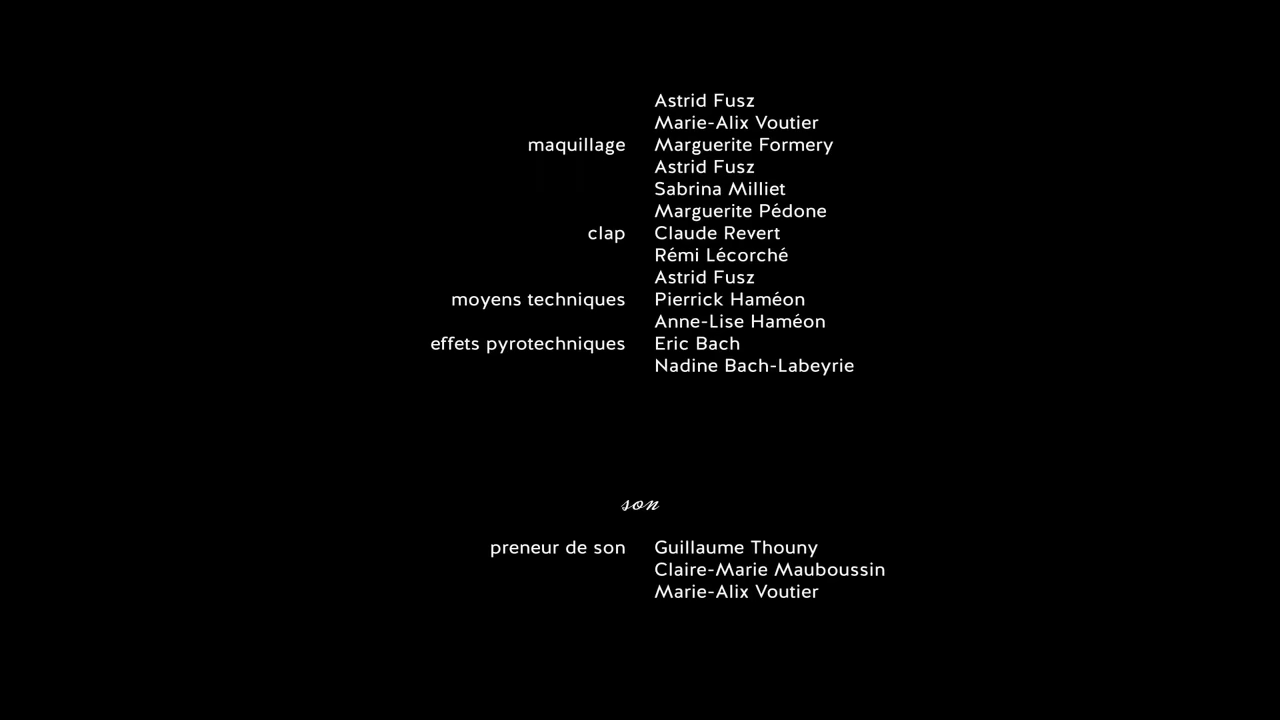 Astrid Fusz
Marie-Alix Voutier
maquillage Marguerite Formery
Astrid Fusz
Sabrina Milliet
Marguerite Pédone
clap Claude Revert
Rémi Lécorché
Astrid Fusz
moyens techniques Pierrick Haméon
Anne-Lise Haméon
effets pyrotechniques Eric Bach
Nadine Bach-Labeyrie
son
preneur de son Guillaume Thouny
Claire-Marie Mauboussin
Marie-Alix Voutier